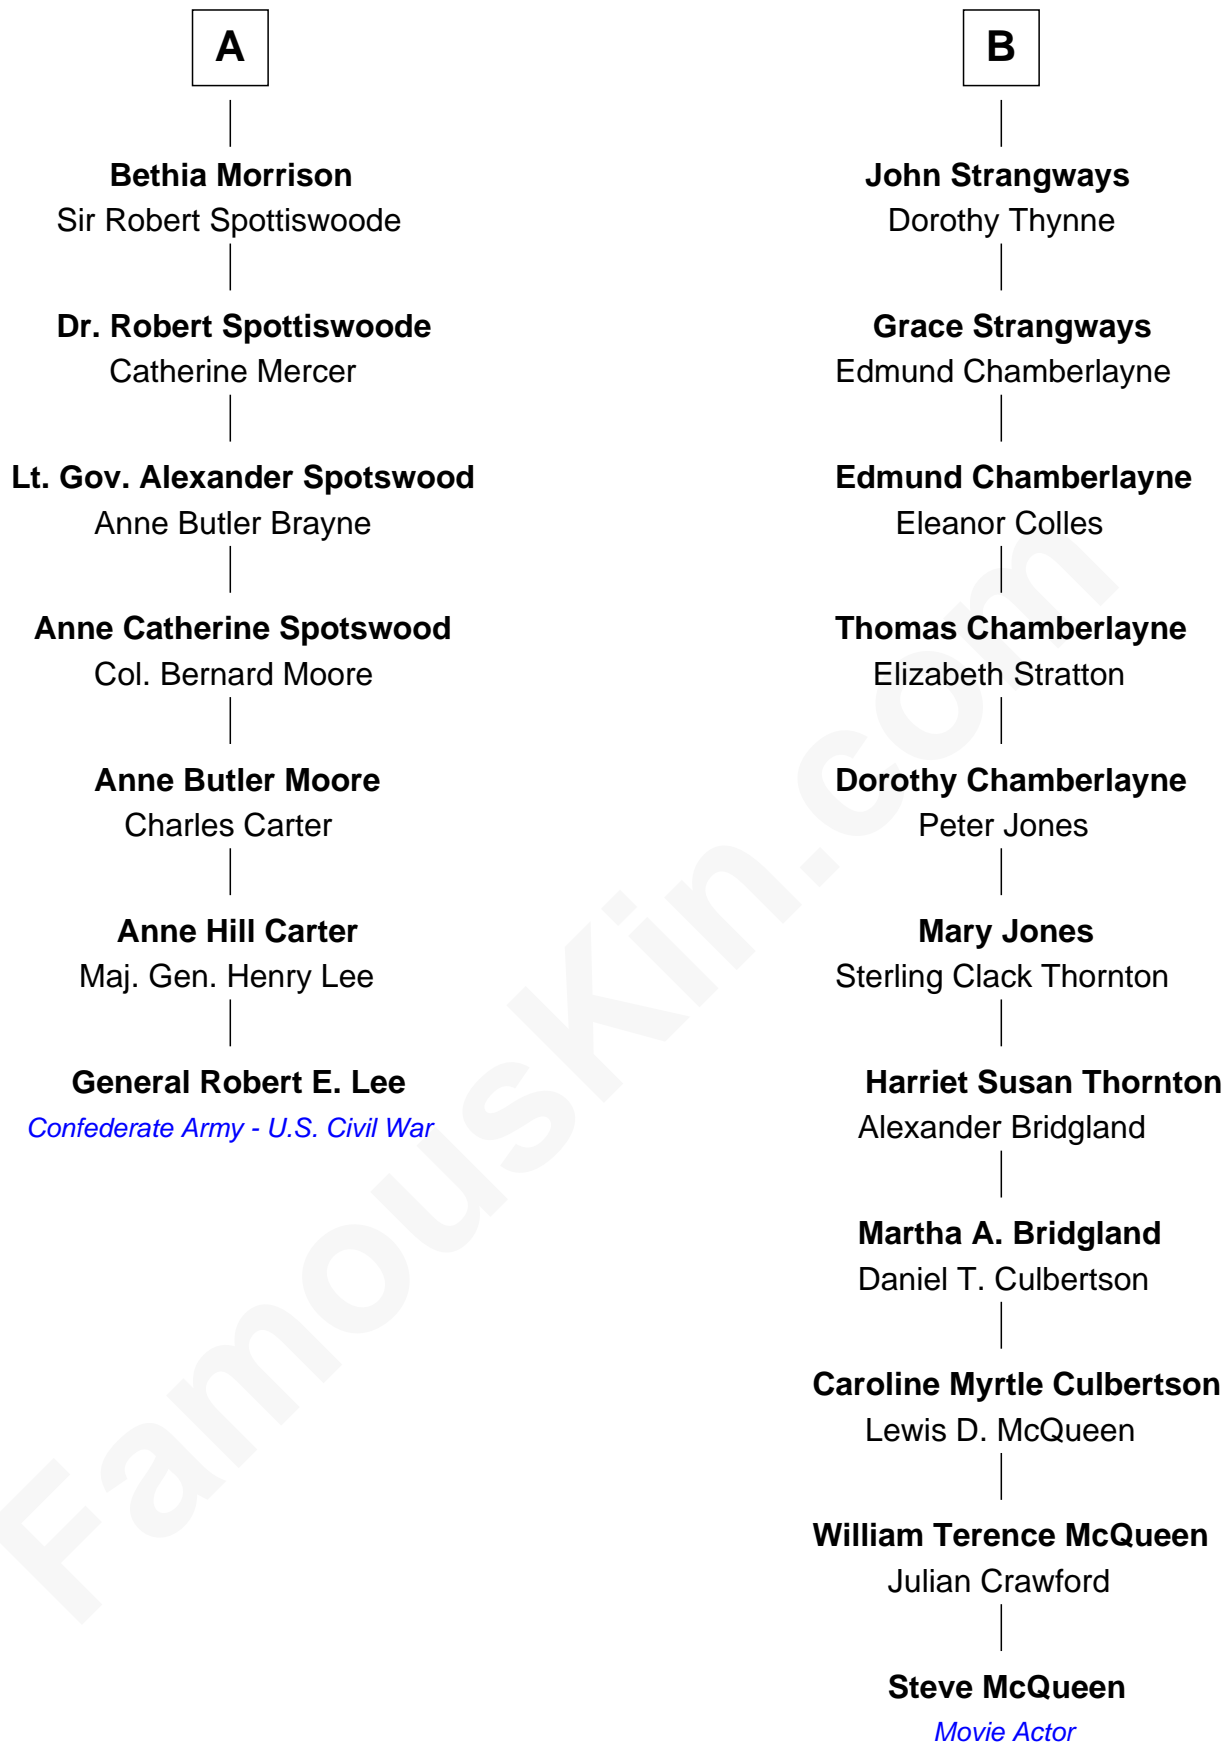 A
Bethia Morrison
Sir Robert Spottiswoode
Dr. Robert Spottiswoode
Catherine Mercer
Lt. Gov. Alexander Spotswood
Anne Butler Brayne
Anne Catherine Spotswood
Col. Bernard Moore
Anne Butler Moore
Charles Carter
Anne Hill Carter
Maj. Gen. Henry Lee
General Robert E. Lee
Confederate Army - U.S. Civil War
B
John Strangways
Dorothy Thynne
Grace Strangways
Edmund Chamberlayne
Edmund Chamberlayne
Eleanor Colles
Thomas Chamberlayne
Elizabeth Stratton
Dorothy Chamberlayne
Peter Jones
Mary Jones
Sterling Clack Thornton
Harriet Susan Thornton
Alexander Bridgland
Martha A. Bridgland
Daniel T. Culbertson
Caroline Myrtle Culbertson
Lewis D. McQueen
William Terence McQueen
Julian Crawford
Steve McQueen
Movie Actor
FamousKin.com